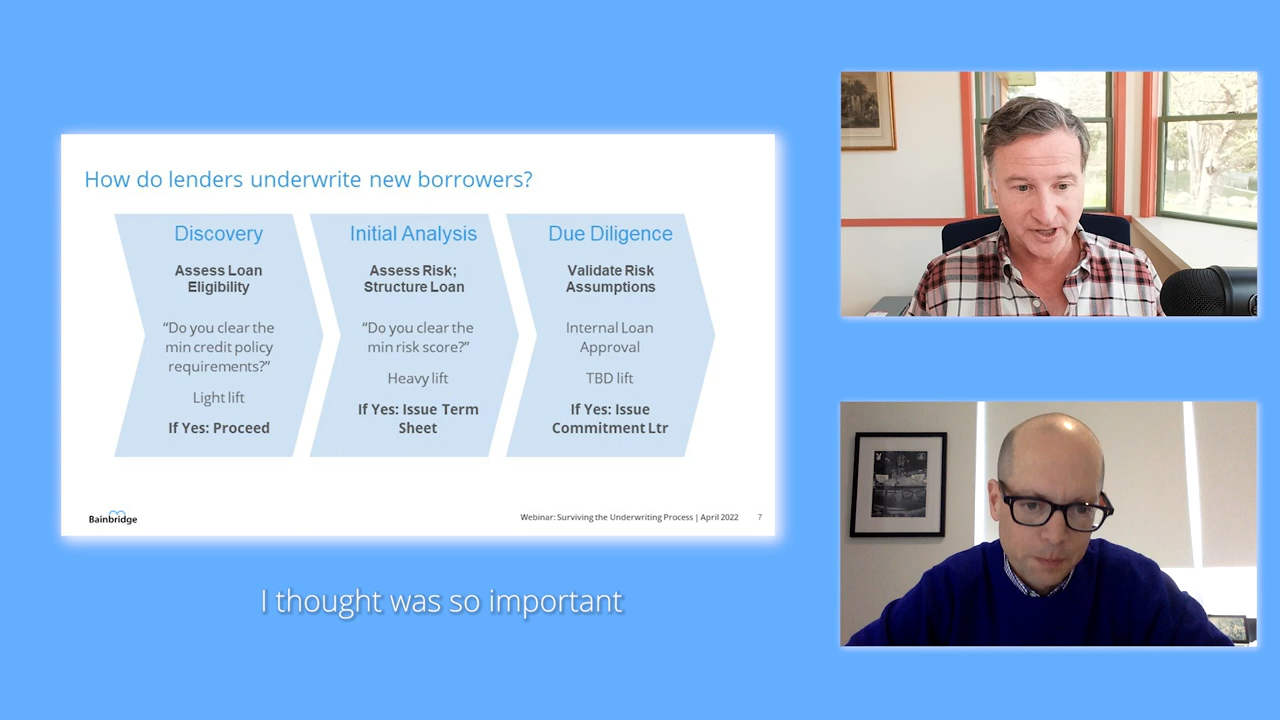 How do lenders underwrite new borrowers?
Discovery
Assess Loan
Eligibility
“Do you clear the
min credit policy
requirements?”
Light lift
If Yes: Proceed
Initial Analysis
Assess Risk;
Structure Loan
“Do you clear the
min risk score?”
Heavy lift
If Yes: Issue Term
Sheet
Due Diligence
Validate Risk
Assumptions
Internal Loan
Approval
TBD lift
If Yes: Issue
Commitment Ltr
Bainbridge
Webinar: Surviving the Underwriting Process | April 2022 7
I thought was so important